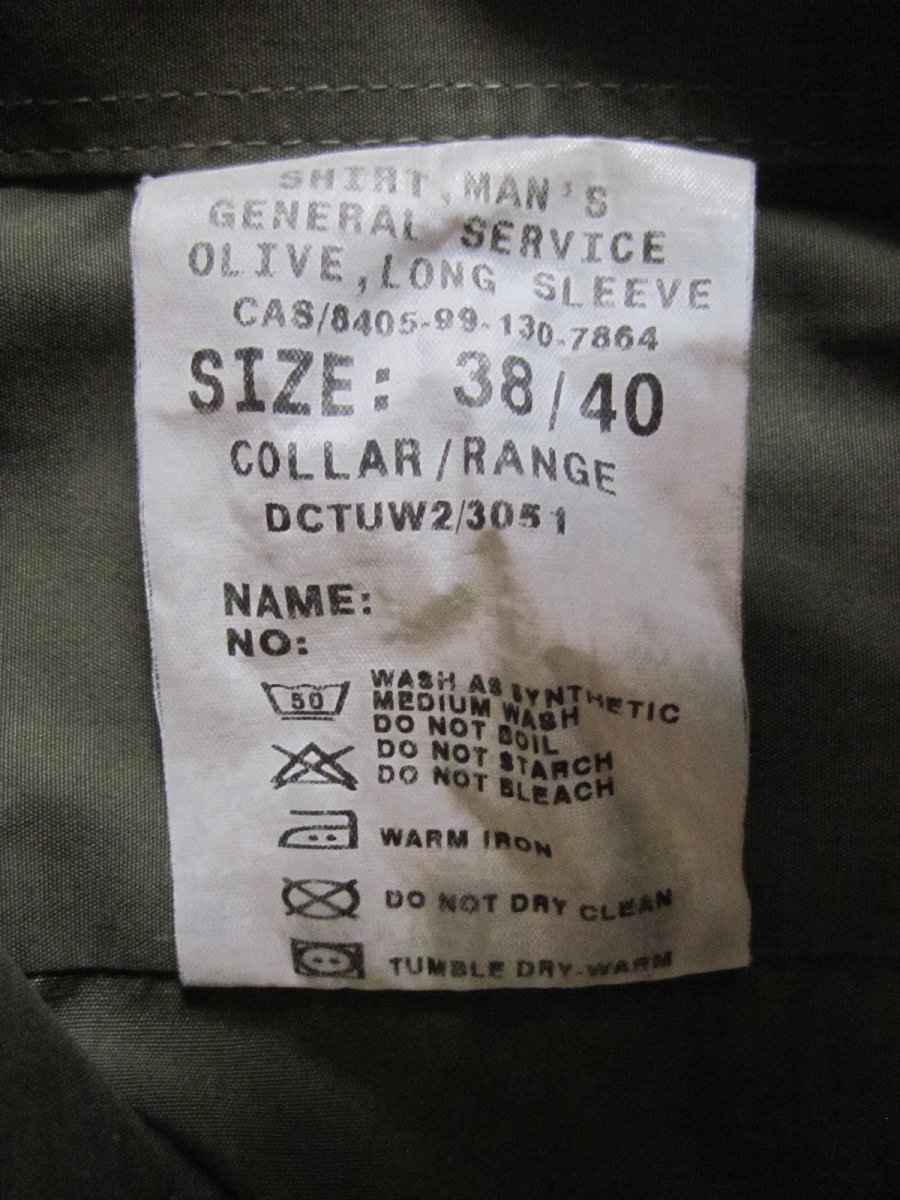 SHIRT,MAN'S
GENERAL SERVICE
OLIVE,LONG SLEEVE
CAS/8405-99-130-7864
SIZE: 38/40
COLLAR/RANGE
DCTUW2/3051
NAME:
NO:
50
WASH AS SYNTHETIC
MEDIUM WASH
DO NOT BOIL
DO NOT STARCH
DO NOT BLEACH
WARM IRON
DO NOT DRY CLEAN
TUMBLE DRY-WARM